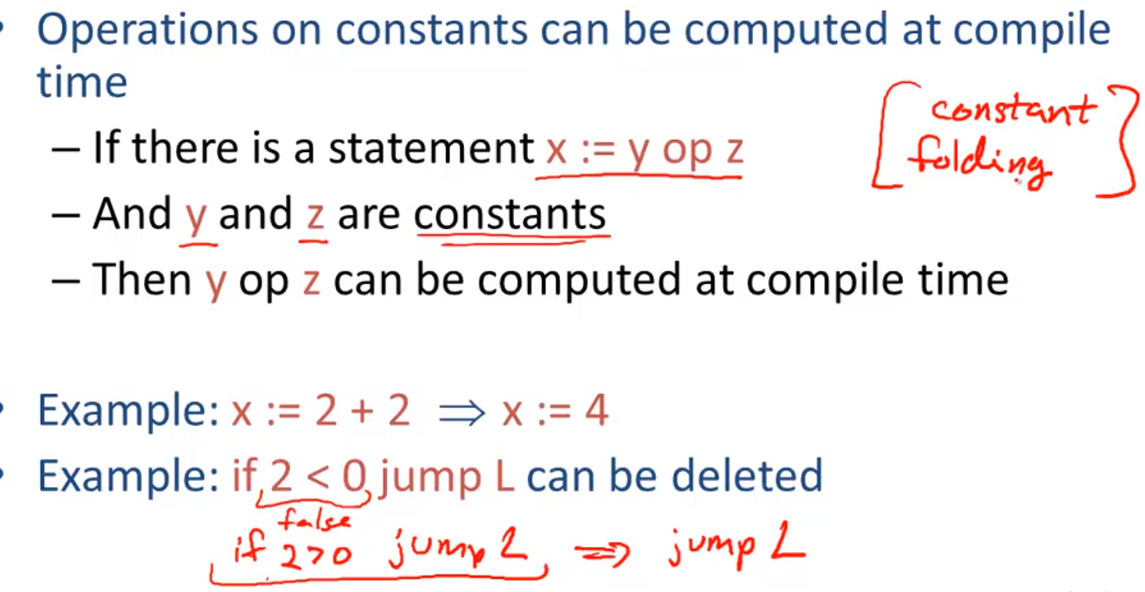 • Operations on constants can be computed at compile
time
constant
folding
– If there is a statement x := y op z
– And y and z are constants
– Then y op z can be computed at compile time
• Example: x := 2 + 2 ⇒ x := 4
• Example: if 2 < 0 jump L can be deleted
false
if 2>0 jump L ⇒ jump L